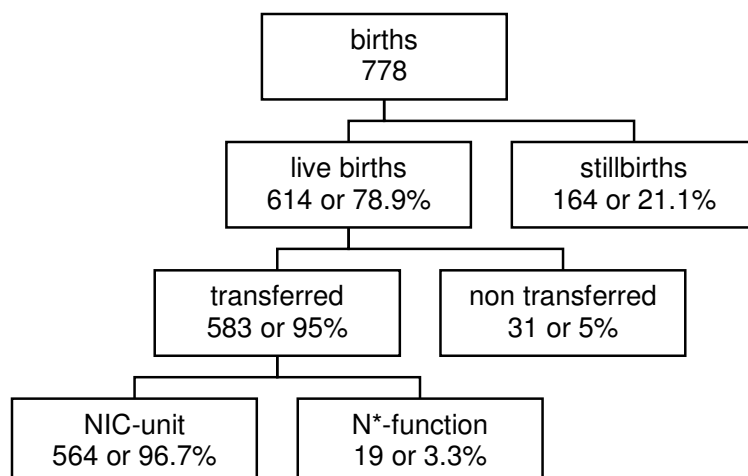 births
778
live births
614 or 78.9%
stillbirths
164 or 21.1%
transferred
583 or 95%
non transferred
31 or 5%
NIC-unit
564 or 96.7%
N*-function
19 or 3.3%